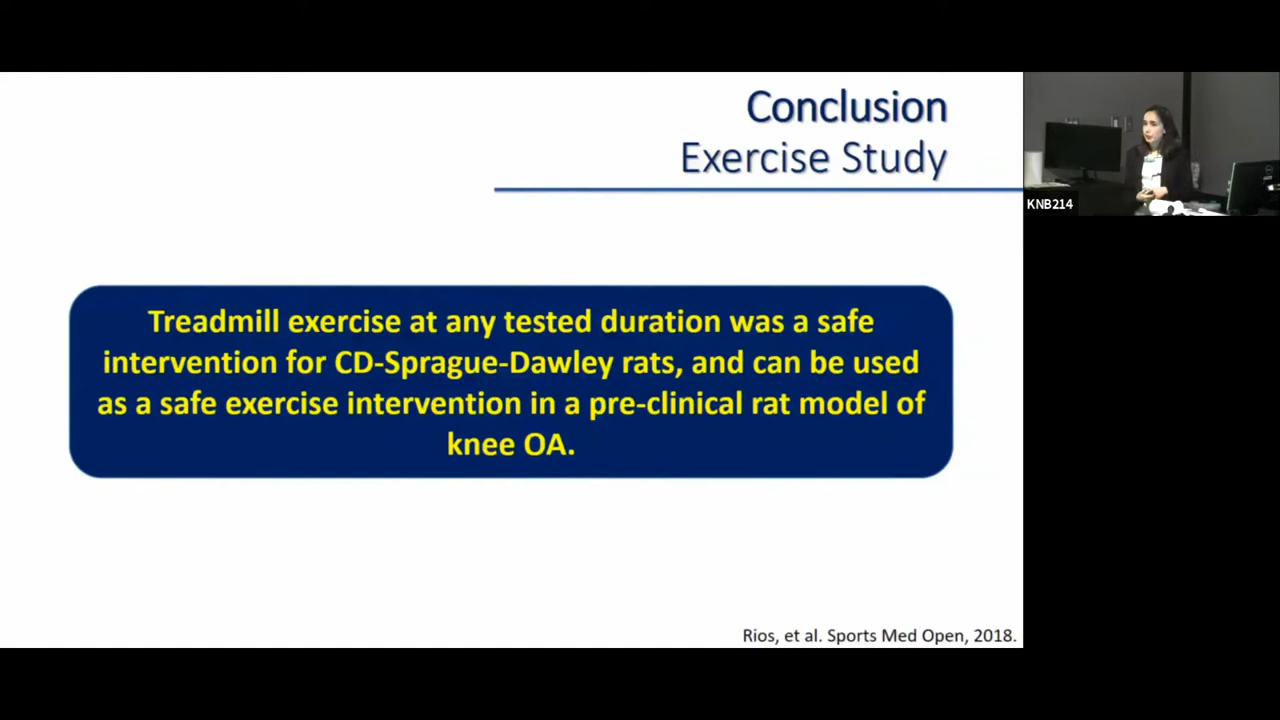 Conclusion
Exercise Study
KNB214
Treadmill exercise at any tested duration was a safe
intervention for CD-Sprague-Dawley rats, and can be used
as a safe exercise intervention in a pre-clinical rat model of
knee OA.
Rios, et al. Sports Med Open, 2018.